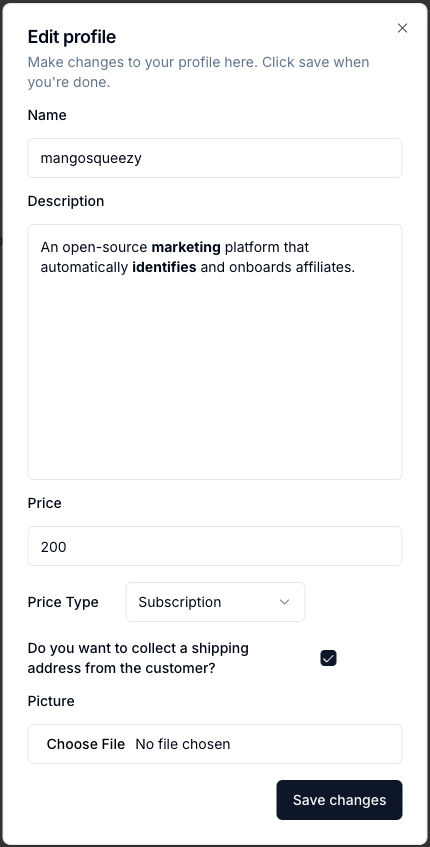 Edit profile
Make changes to your profile here. Click save when
you're done.
Name
mangosqueezy
Description
An open-source marketing platform that
automatically identifies and onboards affiliates.
Price
200
Price Type Subscription
Do you want to collect a shipping
address from the customer?
Picture
Choose File No file chosen
Save changes